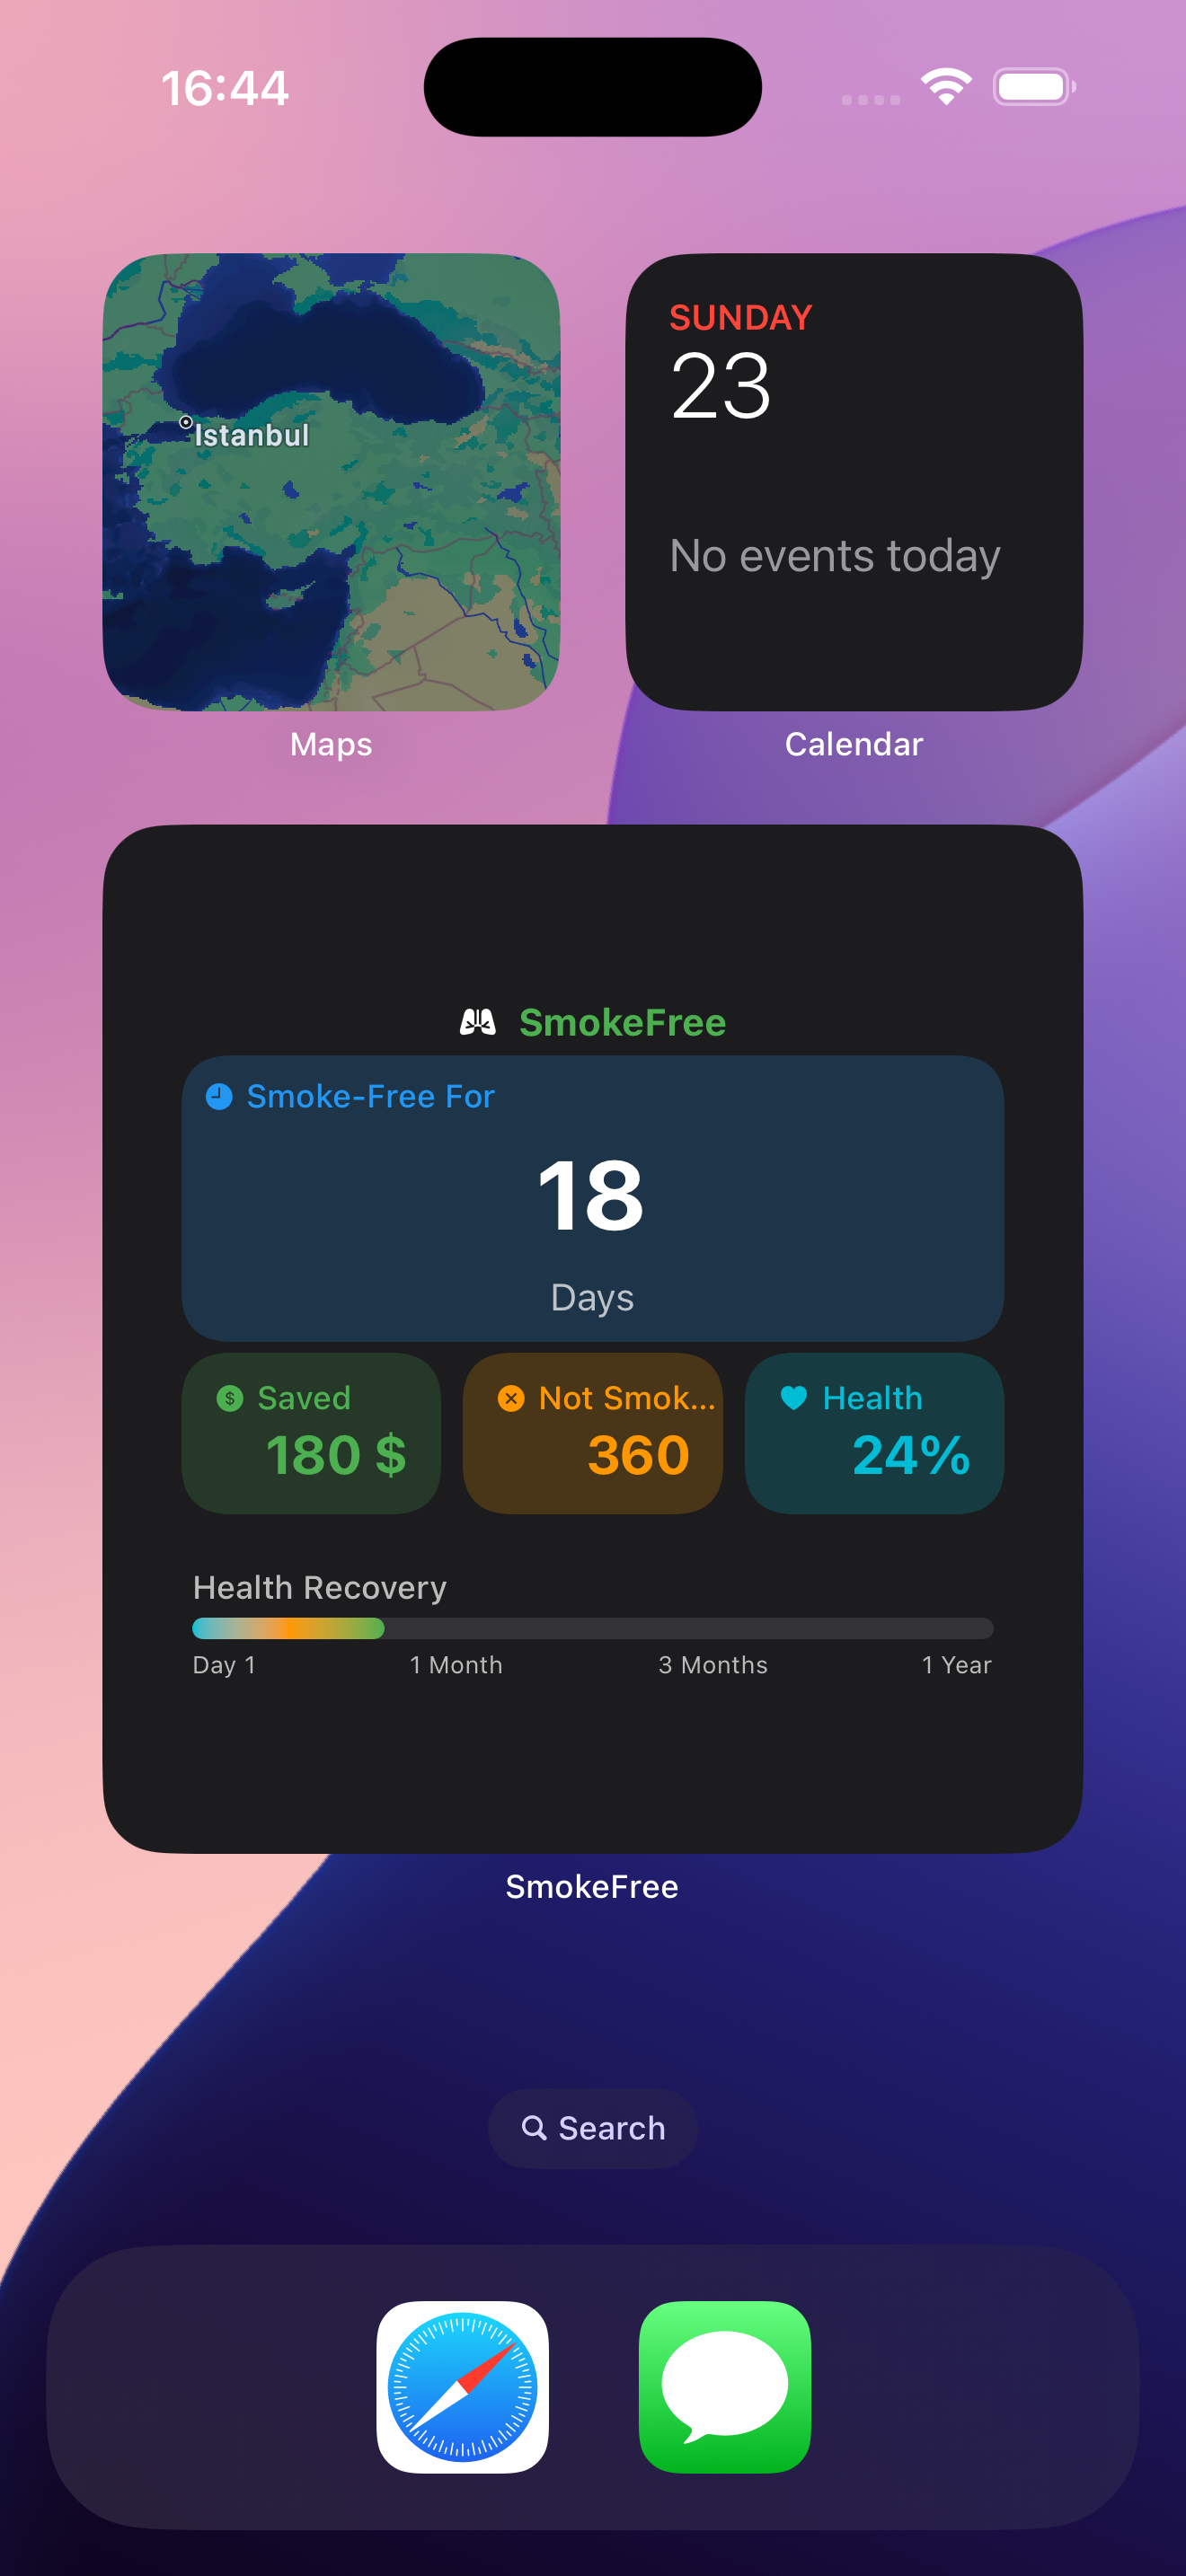 16:44
Istanbul
Maps
SUNDAY
23
No events today
Calendar
SmokeFree
Smoke-Free For
18
Days
$ Saved
180 $
Not Smok...
360
Health
24%
Health Recovery
Day 1 1 Month 3 Months 1 Year
SmokeFree
Search